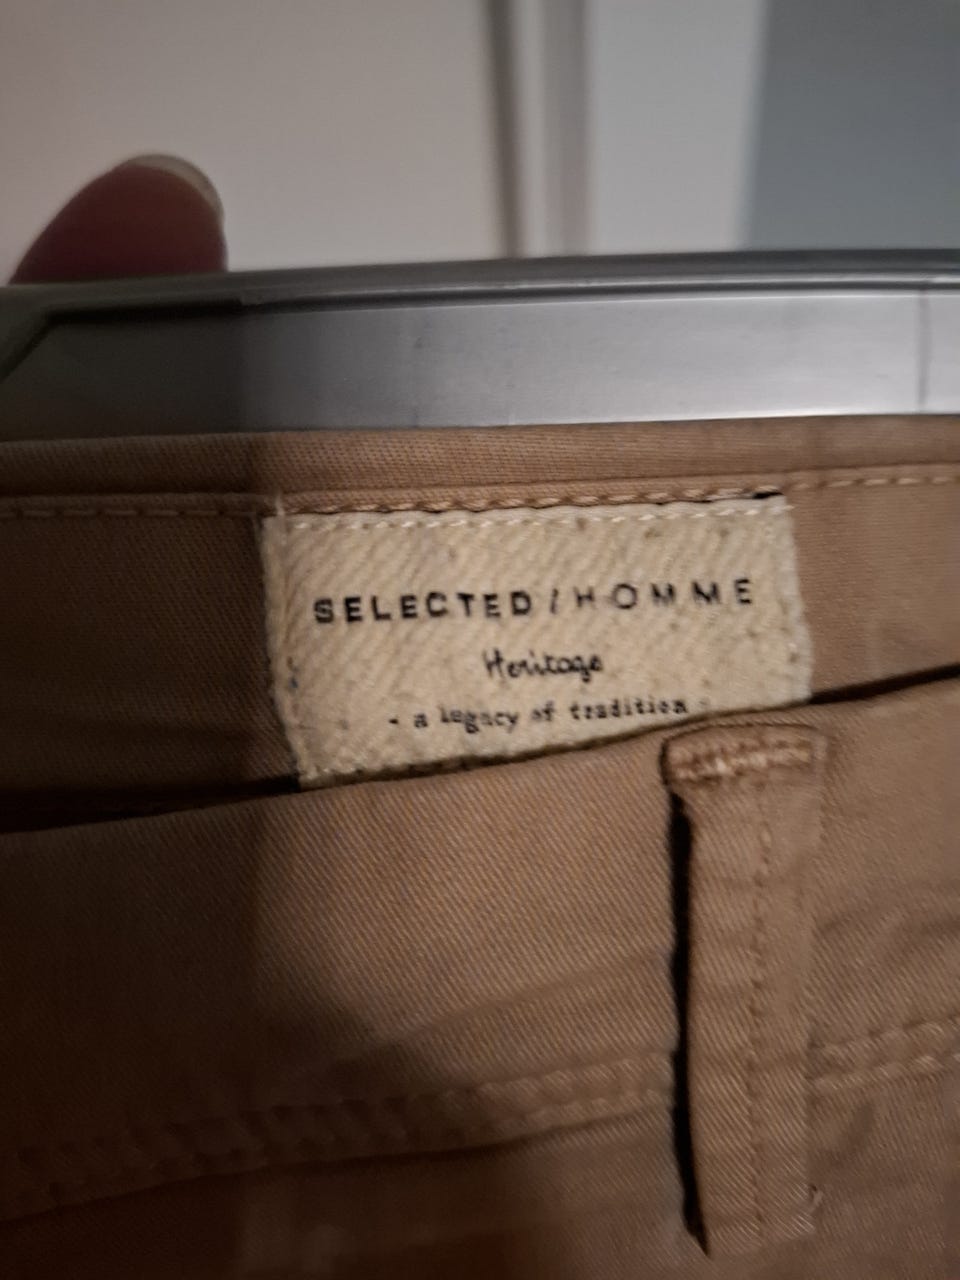 SELECTED / HOMME
Heritage
- a legacy of tradition -